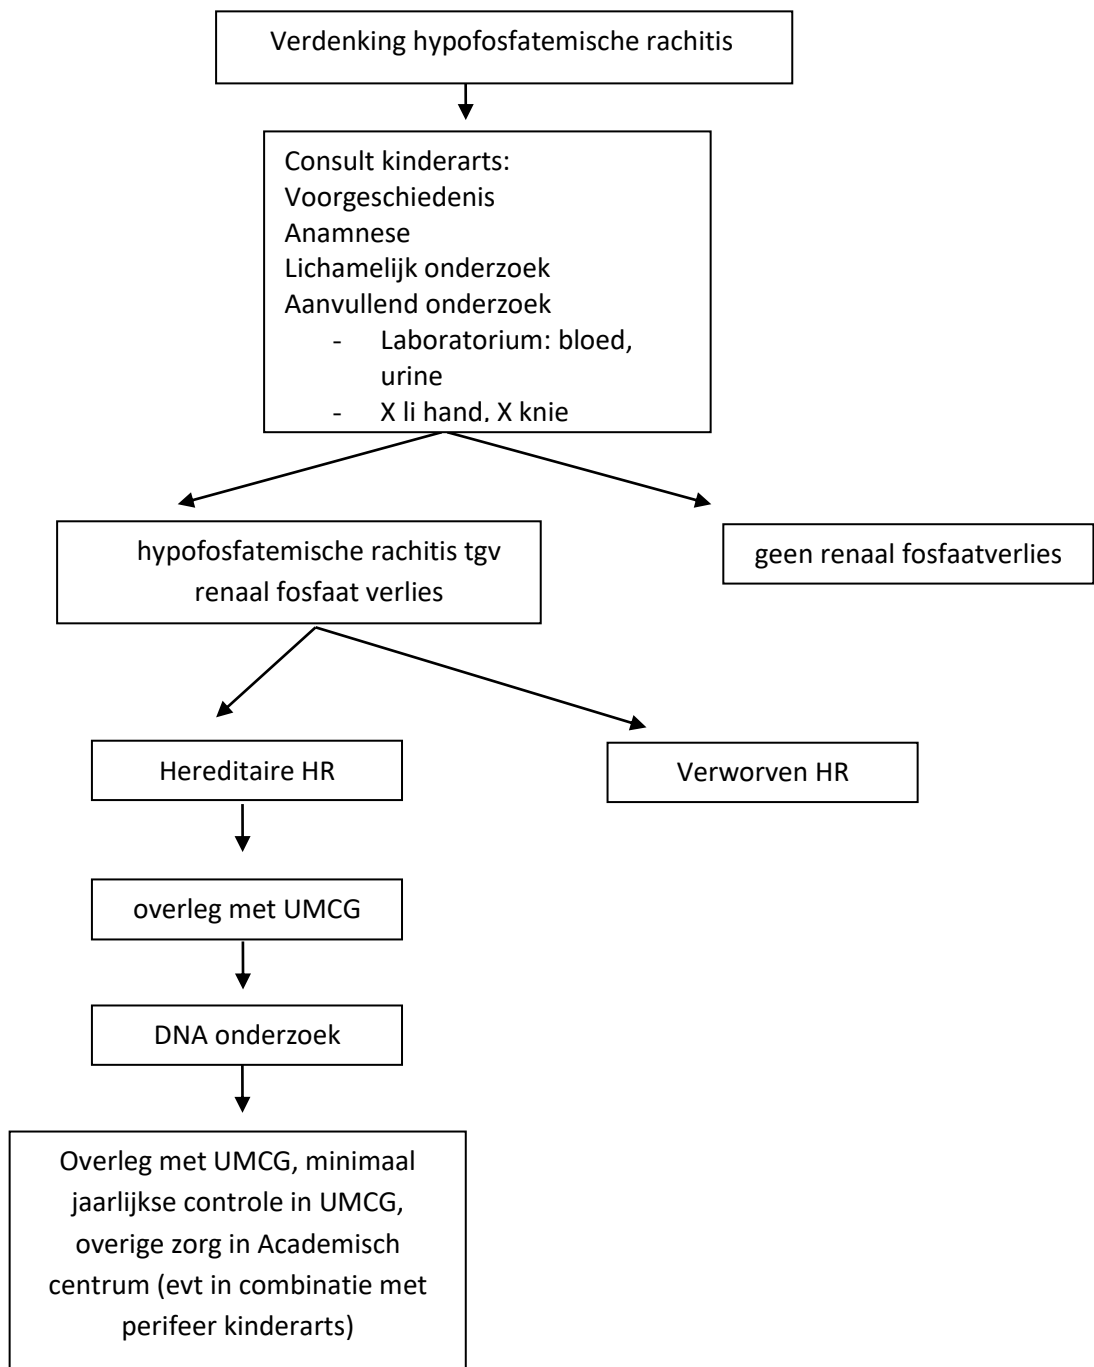 Verdenking hypofosfatemische rachitis
Consult kinderarts:
Voorgeschiedenis
Anamnese
Lichamelijk onderzoek
Aanvullend onderzoek
- Laboratorium: bloed,
urine
- X li hand, X knie
hypofosfatemische rachitis tgv
renaal fosfaat verlies
geen renaal fosfaatverlies
Hereditaire HR
Verworven HR
overleg met UMCG
DNA onderzoek
Overleg met UMCG, minimaal
jaarlijkse controle in UMCG,
overige zorg in Academisch
centrum (evt in combinatie met
perifeer kinderarts)